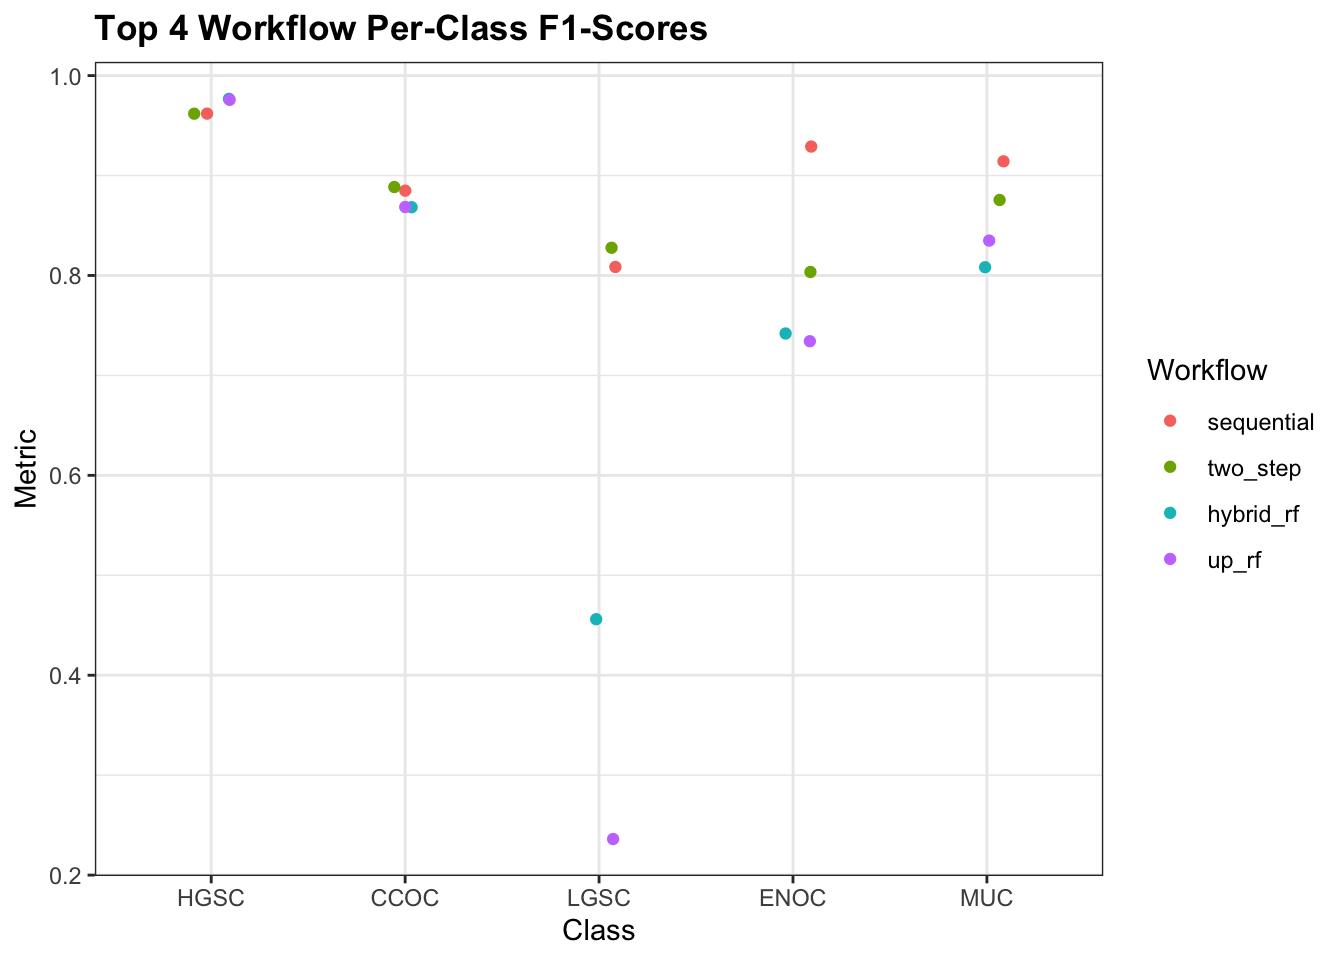 Top 4 Workflow Per-Class F1-Scores
1.0
0.8
0.6
0.4
0.2
Metric
HGSC CCOC LGSC ENOC MUC
Class
Workflow
sequential
two_step
hybrid_rf
up_rf